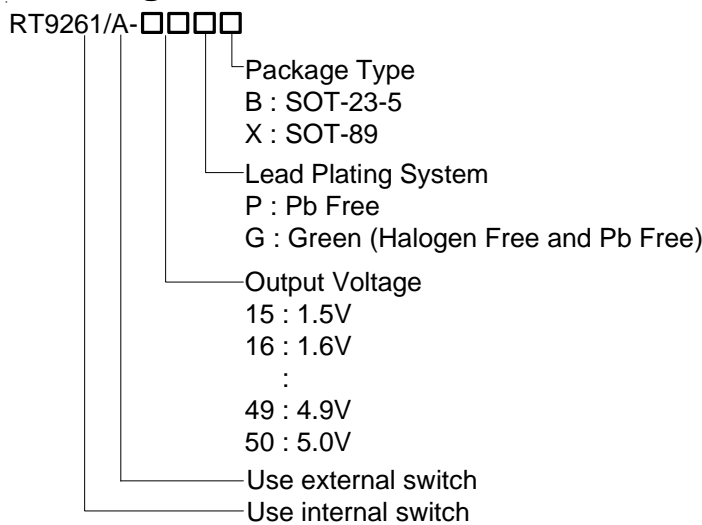 RT9261/A-□□□□
Package Type
B : SOT-23-5
X : SOT-89
Lead Plating System
P : Pb Free
G : Green (Halogen Free and Pb Free)
Output Voltage
15 : 1.5V
16 : 1.6V
:
49 : 4.9V
50 : 5.0V
Use external switch
Use internal switch